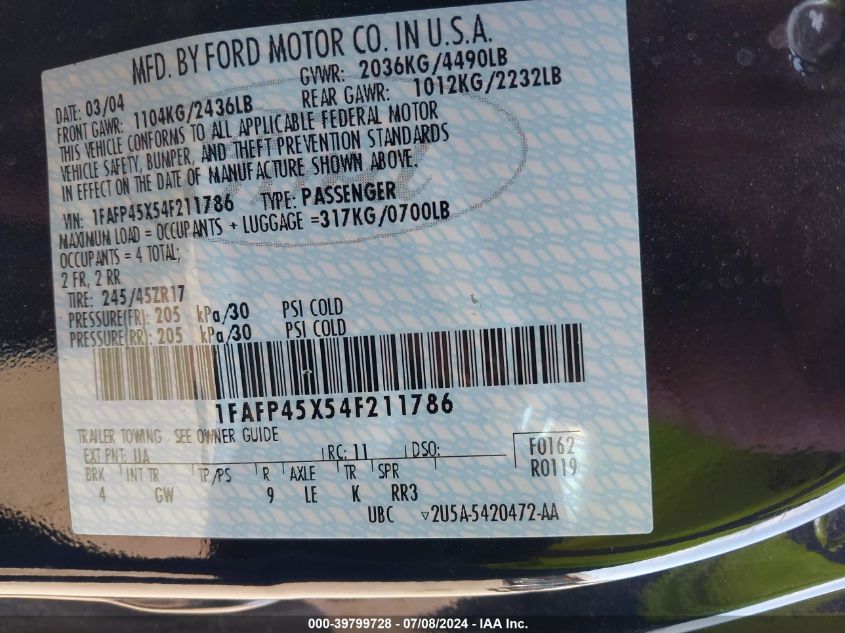 MFD. BY FORD MOTOR CO. IN U.S.A.
DATE: 03/04 GVWR: 2036KG/4490LB
FRONT GAWR: 1104KG/2436LB REAR GAWR: 1012KG/2232LB
THIS VEHICLE CONFORMS TO ALL APPLICABLE FEDERAL MOTOR
VEHICLE SAFETY, BUMPER, AND THEFT PREVENTION STANDARDS
IN EFFECT ON THE DATE OF MANUFACTURE SHOWN ABOVE.
VIN: 1FAFP45X54F211786 TYPE: PASSENGER
MAXIMUM LOAD = OCCUPANTS + LUGGAGE =317KG/0700LB
OCCUPANTS = 4 TOTAL;
2 FR, 2 RR
TIRE: 245/45ZR17
PRESSURE(FR): 205 kPa/30 PSI COLD
PRESSURE(RR): 205 kPa/30 PSI COLD
1FAFP45X54F211786
TRAILER TOWING - SEE OWNER GUIDE
EXT PNT: UA RC: 11 DSO: F0162
BRK INT TR TP/PS R AXLE TR SPR R0119
4 GW 9 LE K RR3
UBC ▽2U5A-5420472-AA
000-39799728 - 07/08/2024 - IAA Inc.